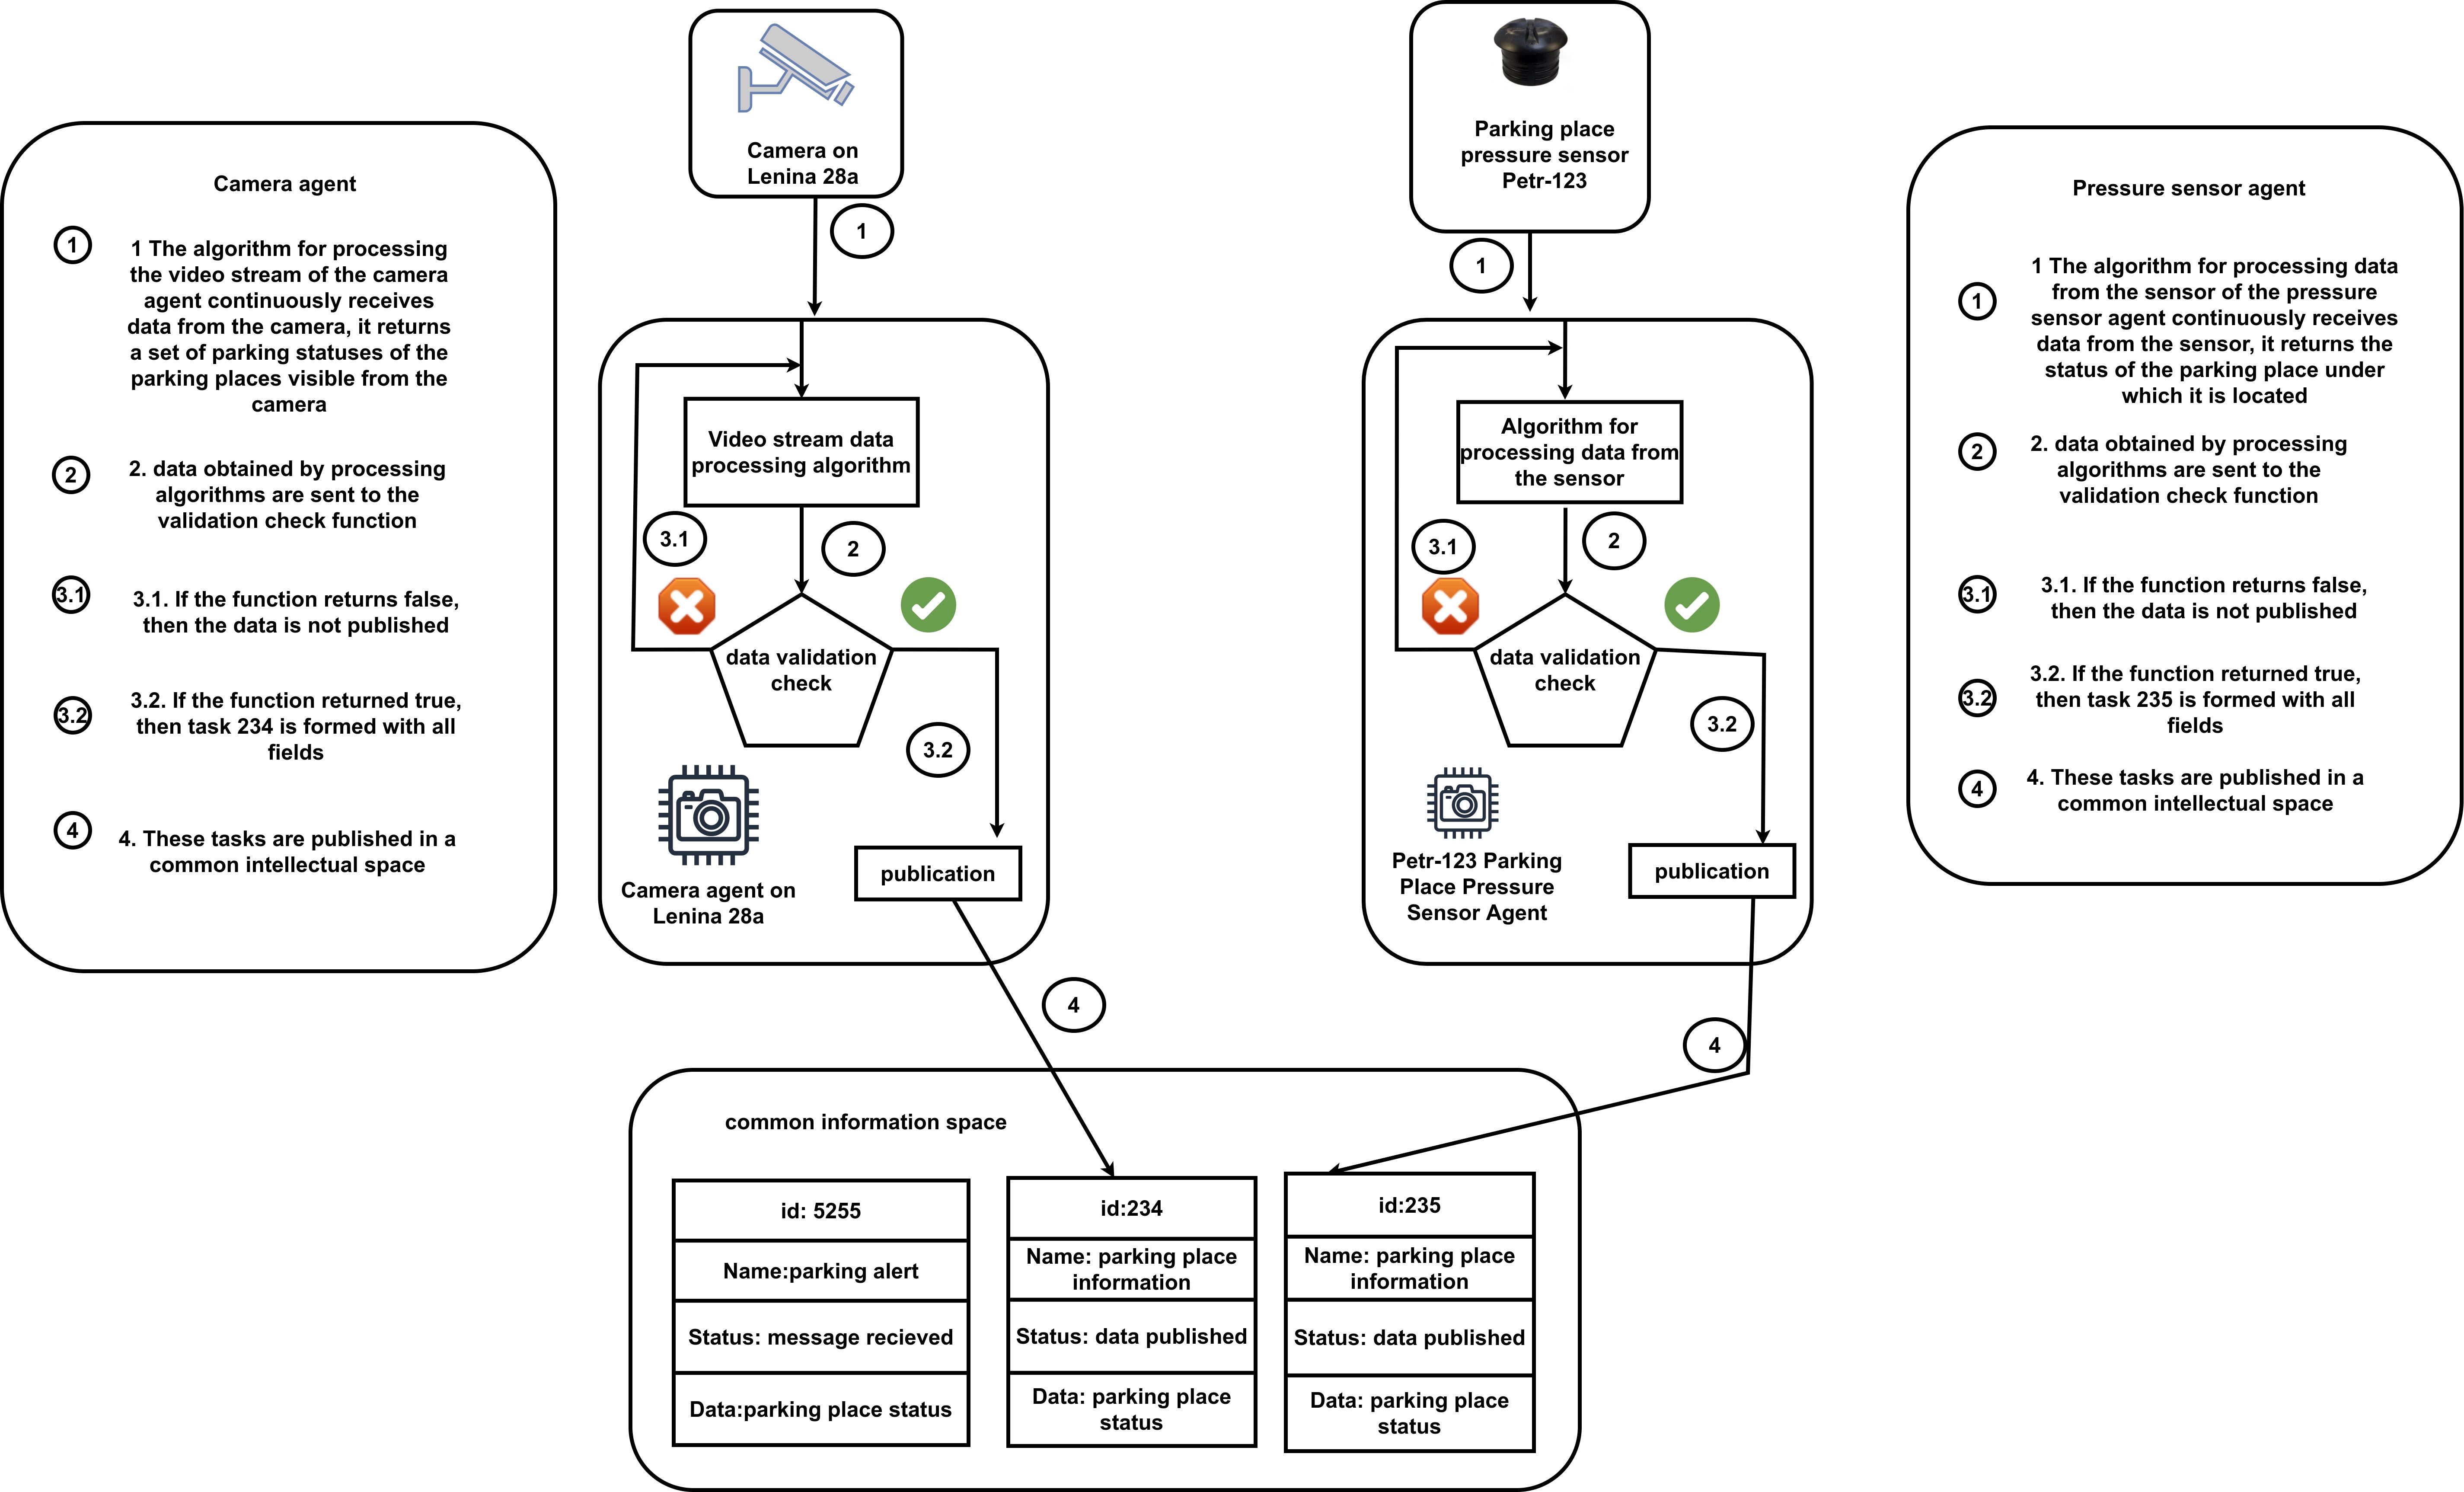 Camera agent
1
1 The algorithm for processing
the video stream of the camera
agent continuously receives
data from the camera, it returns
a set of parking statuses of the
parking places visible from the
camera
2
2. data obtained by processing
algorithms are sent to the
validation check function
3.1
3.1. If the function returns false,
then the data is not published
3.2
3.2. If the function returned true,
then task 234 is formed with all
fields
4
4. These tasks are published in a
common intellectual space
Camera on
Lenina 28a
1
Video stream data
processing algorithm
3.1
2
data validation
check
3.2
Camera agent on
Lenina 28a
publication
4
Parking place
pressure sensor
Petr-123
1
Algorithm for
processing data from
the sensor
3.1
2
data validation
check
3.2
Petr-123 Parking
Place Pressure
Sensor Agent
publication
4
Pressure sensor agent
1
1 The algorithm for processing data
from the sensor of the pressure
sensor agent continuously receives
data from the sensor, it returns the
status of the parking place under
which it is located
2
2. data obtained by processing
algorithms are sent to the
validation check function
3.1
3.1. If the function returns false,
then the data is not published
3.2
3.2. If the function returned true,
then task 235 is formed with all
fields
4
4. These tasks are published in a
common intellectual space
common information space
id: 5255
Name:parking alert
Status: message recieved
Data:parking place status
id:234
Name: parking place
information
Status: data published
Data: parking place
status
id:235
Name: parking place
information
Status: data published
Data: parking place
status